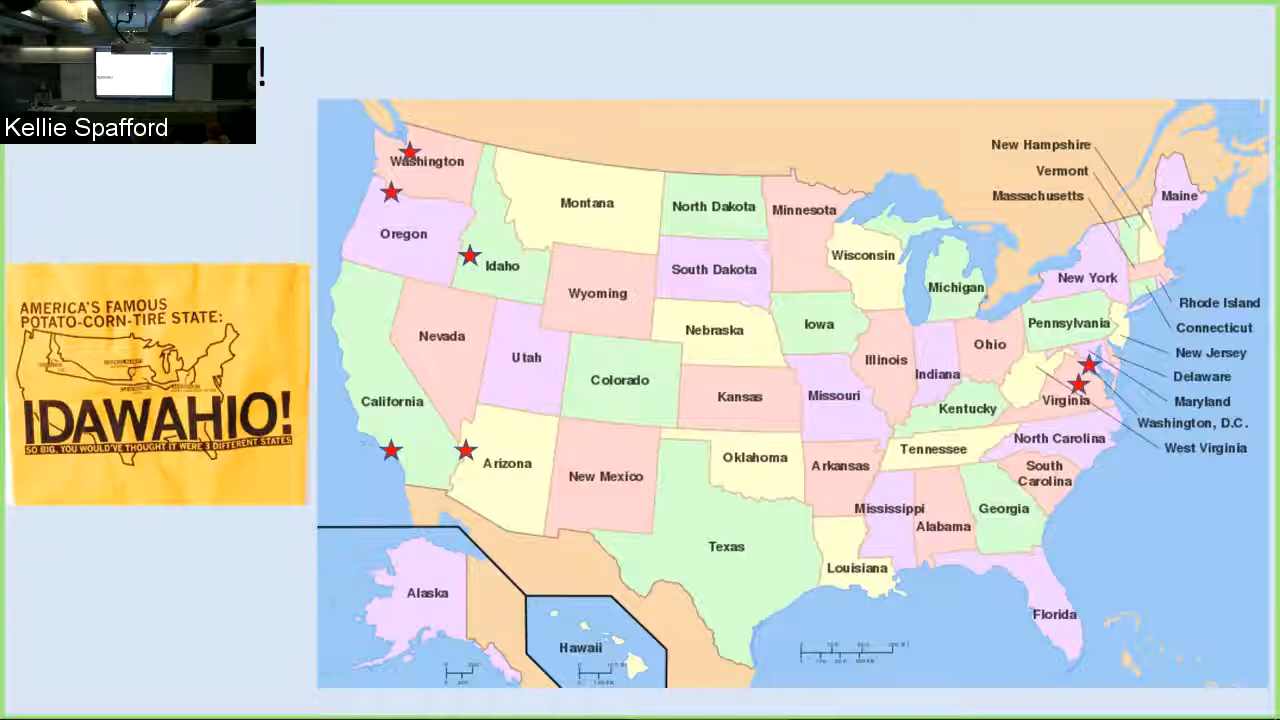 !
Kellie Spafford
AMERICA'S FAMOUS
POTATO-CORN-TIRE STATE:
IDAWAHIO!
SO BIG, YOU WOULD'VE THOUGHT IT WERE 3 DIFFERENT STATES
Washington
Montana
North Dakota
Minnesota
New Hampshire
Vermont
Massachusetts
Maine
Oregon
Idaho
South Dakota
Wisconsin
Michigan
New York
Wyoming
Rhode Island
Nevada
Nebraska
Iowa
Pennsylvania
Connecticut
Utah
Colorado
Illinois
Indiana
Ohio
New Jersey
Delaware
California
Kansas
Missouri
Kentucky
Virginia
Maryland
Washington, D.C.
West Virginia
Arizona
New Mexico
Oklahoma
Arkansas
Tennessee
North Carolina
South
Carolina
Texas
Mississippi
Alabama
Georgia
Louisiana
Florida
Alaska
Hawaii